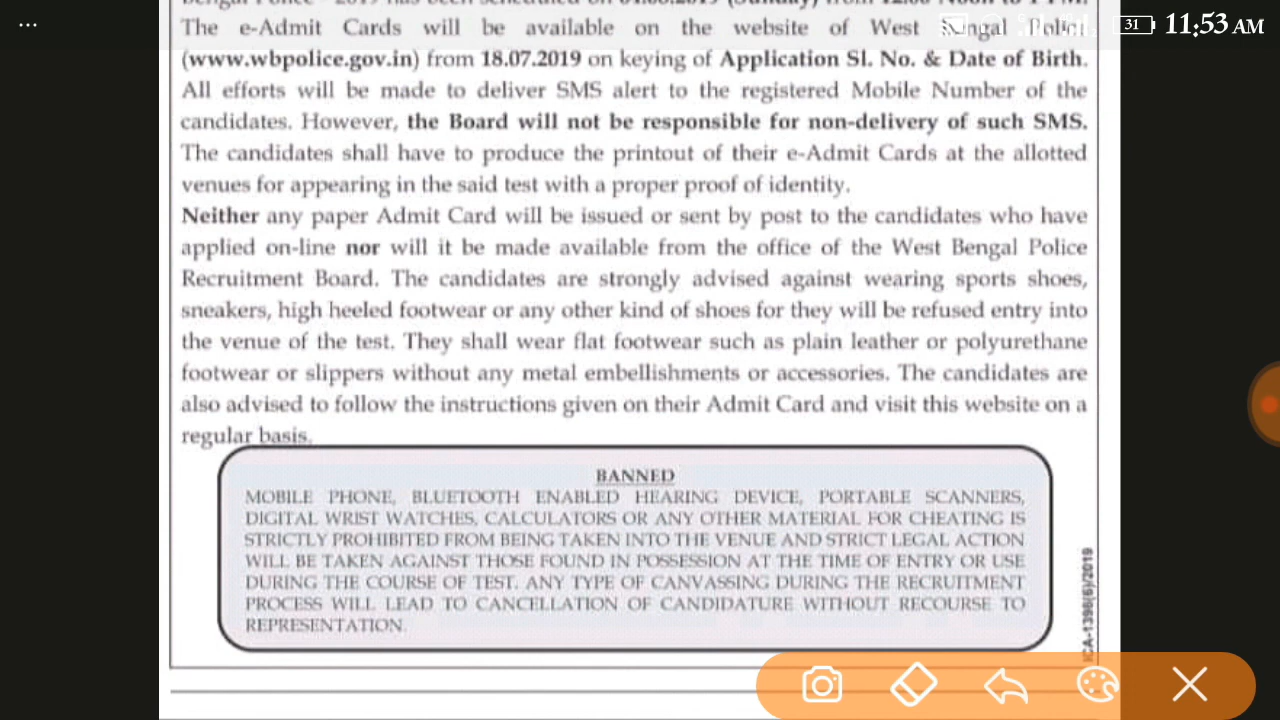 ...
31 11:53 AM
The e-Admit Cards will be available on the website of West
(www.wbpolice.gov.in) from 18.07.2019 on keying of Application Sl. No. & Date of Birth.
All efforts will be made to deliver SMS alert to the registered Mobile Number of the
candidates. However, the Board will not be responsible for non-delivery of such SMS.
The candidates shall have to produce the printout of their e-Admit Cards at the allotted
venues for appearing in the said test with a proper proof of identity.
Neither any paper Admit Card will be issued or sent by post to the candidates who have
applied on-line nor will it be made available from the office of the West Bengal Police
Recruitment Board. The candidates are strongly advised against wearing sports shoes,
sneakers, high heeled footwear or any other kind of shoes for they will be refused entry into
the venue of the test. They shall wear flat footwear such as plain leather or polyurethane
footwear or slippers without any metal embellishments or accessories. The candidates are
also advised to follow the instructions given on their Admit Card and visit this website on a
regular basis.
BANNED
MOBILE PHONE, BLUETOOTH ENABLED HEARING DEVICE, PORTABLE SCANNERS,
DIGITAL WRIST WATCHES, CALCULATORS OR ANY OTHER MATERIAL FOR CHEATING IS
STRICTLY PROHIBITED FROM BEING TAKEN INTO THE VENUE AND STRICT LEGAL ACTION
WILL BE TAKEN AGAINST THOSE FOUND IN POSSESSION AT THE TIME OF ENTRY OR USE
DURING THE COURSE OF TEST. ANY TYPE OF CANVASSING DURING THE RECRUITMENT
PROCESS WILL LEAD TO CANCELLATION OF CANDIDATURE WITHOUT RECOURSE TO
REPRESENTATION.
ICA-1396(6)/2019